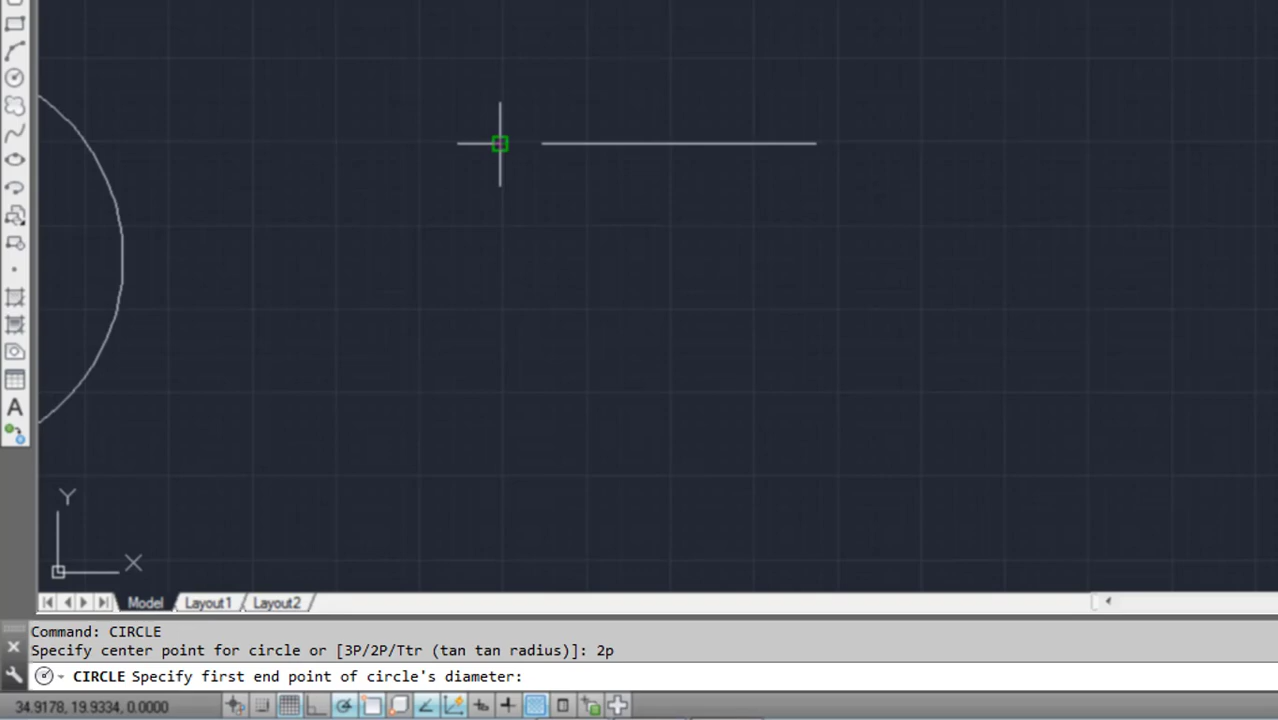 A
Y
X
Model Layout1 Layout2
Command: CIRCLE
Specify center point for circle or [3P/2P/Ttr (tan tan radius)]: 2p
CIRCLE Specify first end point of circle's diameter:
34.9178, 19.9334, 0.0000